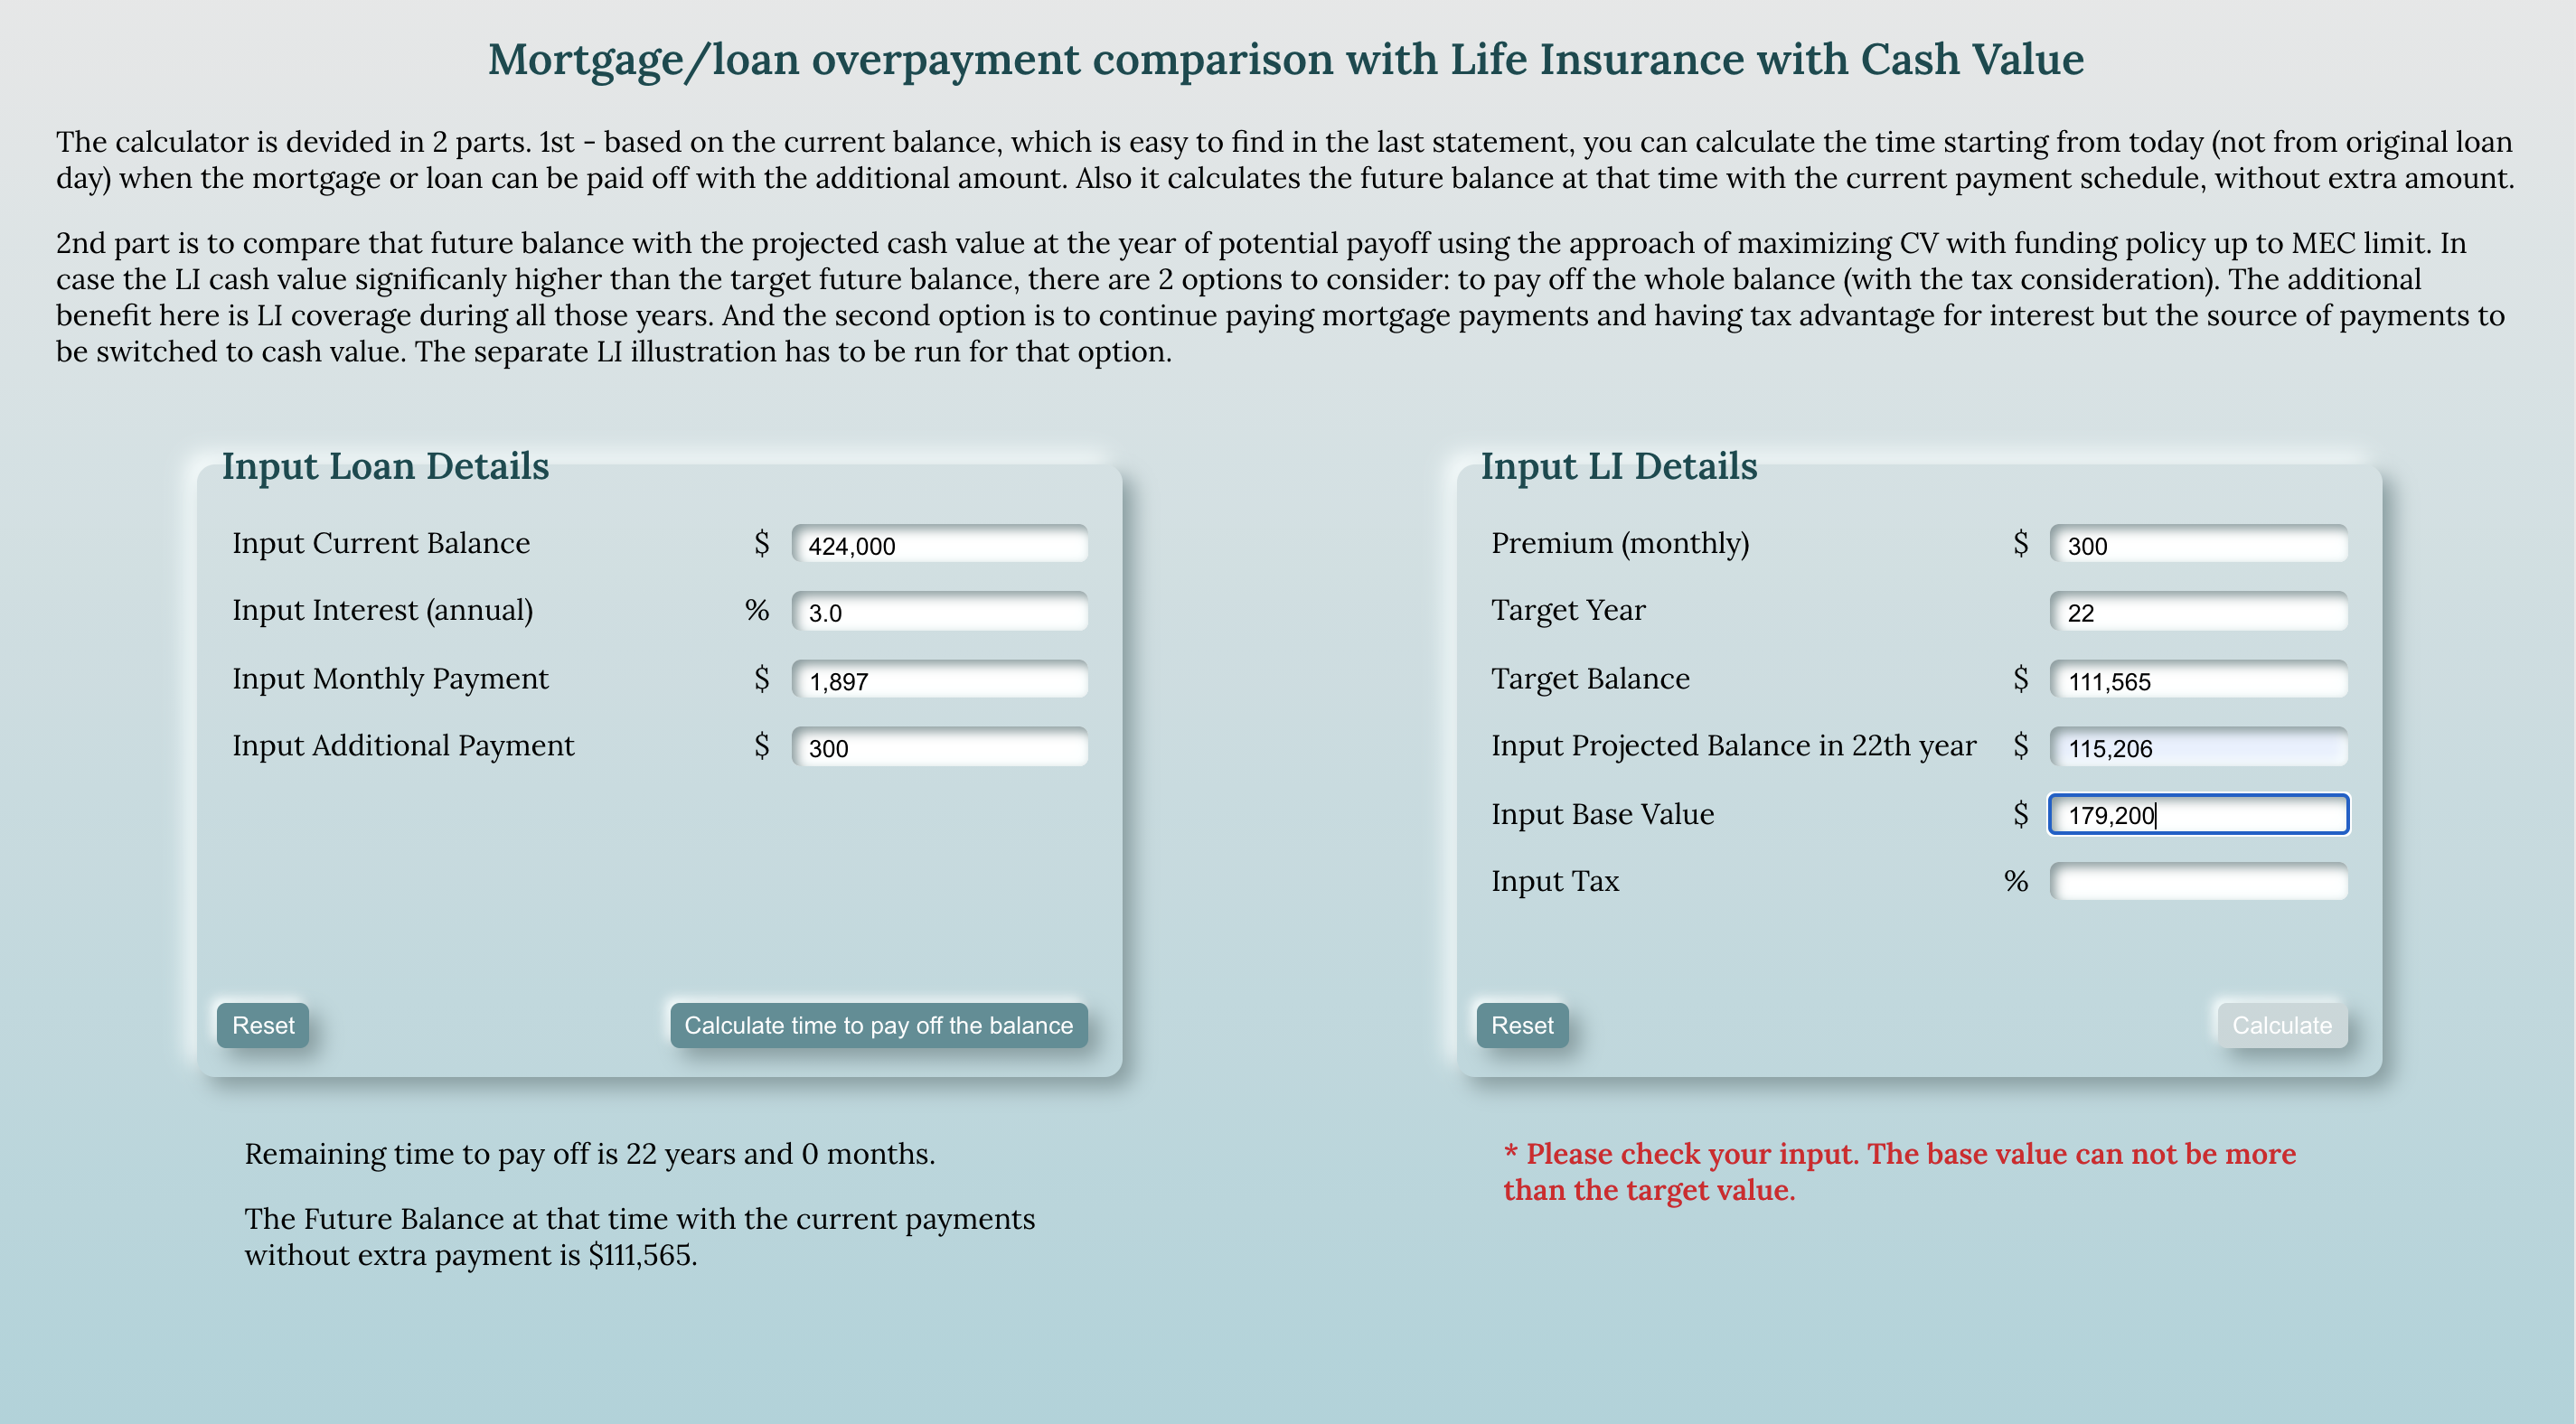 Mortgage/loan overpayment comparison with Life Insurance with Cash Value
The calculator is devided in 2 parts. 1st - based on the current balance, which is easy to find in the last statement, you can calculate the time starting from today (not from original loan
day) when the mortgage or loan can be paid off with the additional amount. Also it calculates the future balance at that time with the current payment schedule, without extra amount.
2nd part is to compare that future balance with the projected cash value at the year of potential payoff using the approach of maximizing CV with funding policy up to MEC limit. In
case the LI cash value significanly higher than the target future balance, there are 2 options to consider: to pay off the whole balance (with the tax consideration). The additional
benefit here is LI coverage during all those years. And the second option is to continue paying mortgage payments and having tax advantage for interest but the source of payments to
be switched to cash value. The separate LI illustration has to be run for that option.
Input Loan Details
Input Current Balance $ 424,000
Input Interest (annual) % 3.0
Input Monthly Payment $ 1,897
Input Additional Payment $ 300
Reset Calculate time to pay off the balance
Remaining time to pay off is 22 years and 0 months.
The Future Balance at that time with the current payments
without extra payment is $111,565.
Input LI Details
Premium (monthly) $ 300
Target Year 22
Target Balance $ 111,565
Input Projected Balance in 22th year $ 115,206
Input Base Value $ 179,200
Input Tax %
Reset Calculate
* Please check your input. The base value can not be more
than the target value.